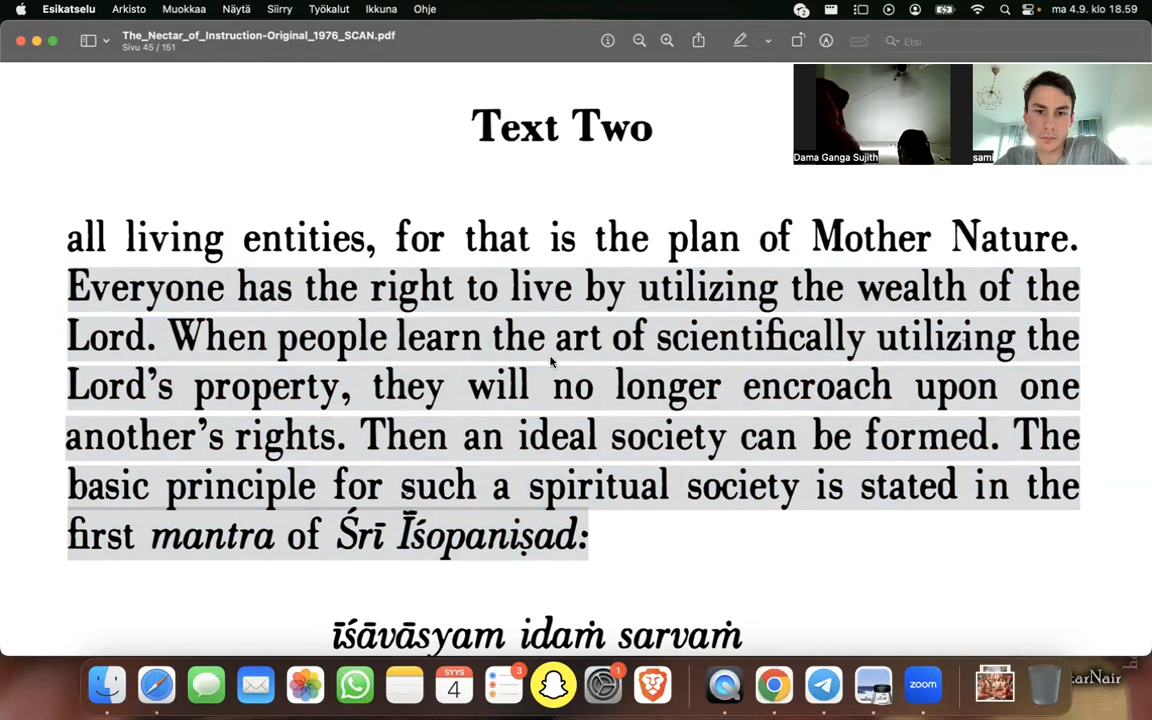 Esikatselu Arkisto Muokkaa Näytä Siirry Työkalut Ikkuna Ohje ma 4.9. klo 18.59
The_Nectar_of_Instruction-Original_1976_SCAN.pdf
Sivu 45 / 151
Etsi
Dama Ganga Sujith
sami
Text Two
all living entities, for that is the plan of Mother Nature.
Everyone has the right to live by utilizing the wealth of the
Lord. When people learn the art of scientifically utilizing the
Lord's property, they will no longer encroach upon one
another's rights. Then an ideal society can be formed. The
basic principle for such a spiritual society is stated in the
first mantra of Śrī Īśopaniṣad:
īśāvāsyam idaṁ sarvaṁ
2
SYYS
4
3
1
zoom